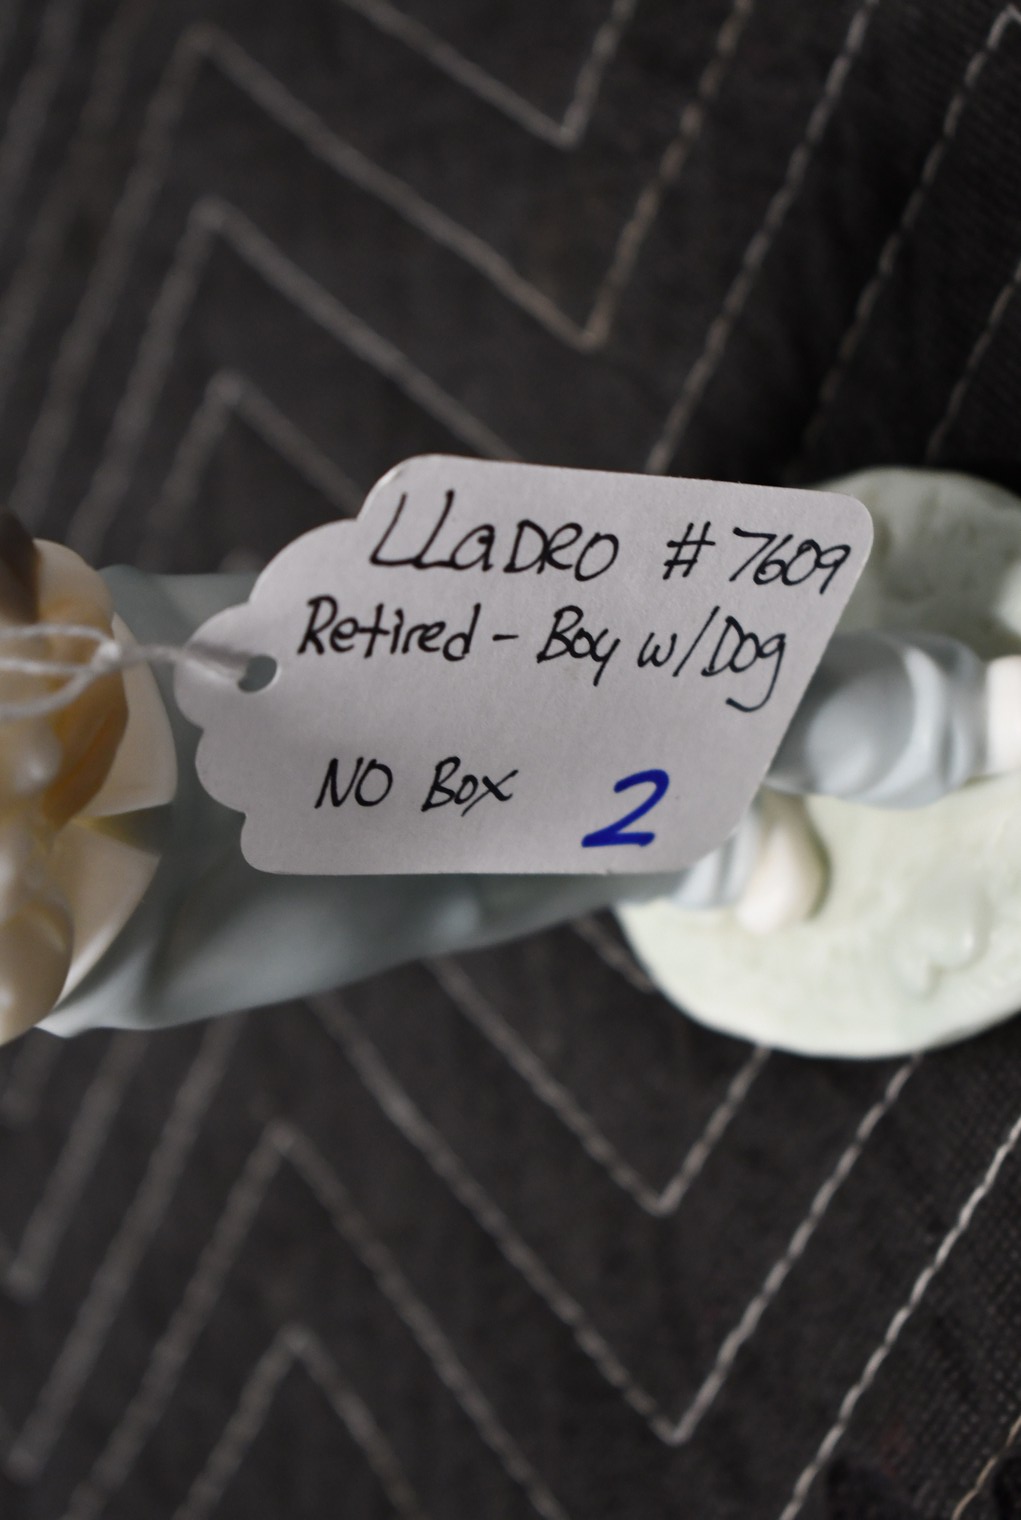 LLaDRO # 7609
Retired - Boy w/Dog
NO Box 2